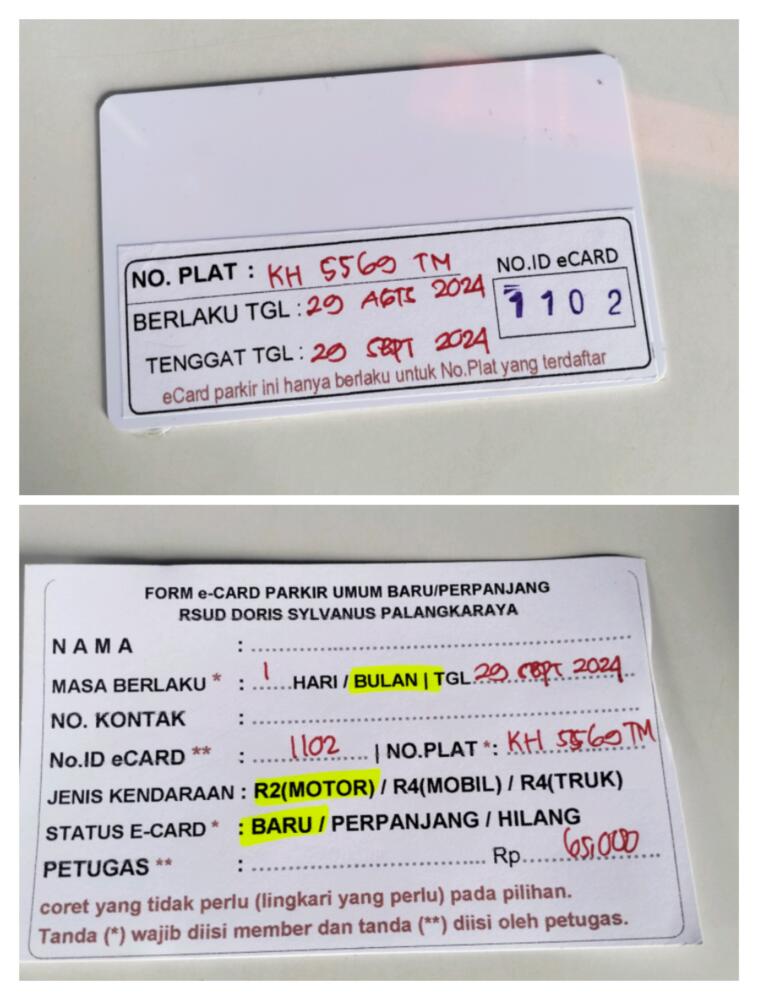 NO. PLAT : KH 5569 TM
NO.ID eCARD
BERLAKU TGL : 29 AGTS 2024
1102
TENGGAT TGL : 29 SEPT 2024
eCard parkir ini hanya berlaku untuk No.Plat yang terdaftar
FORM e-CARD PARKIR UMUM BARU/PERPANJANG
RSUD DORIS SYLVANUS PALANGKARAYA
NAMA : ........................
MASA BERLAKU * : 1 HARI / BULAN | TGL 29 SEPT 2024
NO. KONTAK : ........................
No.ID eCARD ** : 1102 | NO.PLAT *: KH 5569 TM
JENIS KENDARAAN : R2(MOTOR) / R4(MOBIL) / R4(TRUK)
STATUS E-CARD * : BARU / PERPANJANG / HILANG
PETUGAS ** : ........................ Rp 65,000
coret yang tidak perlu (lingkari yang perlu) pada pilihan.
Tanda (*) wajib diisi member dan tanda (**) diisi oleh petugas.